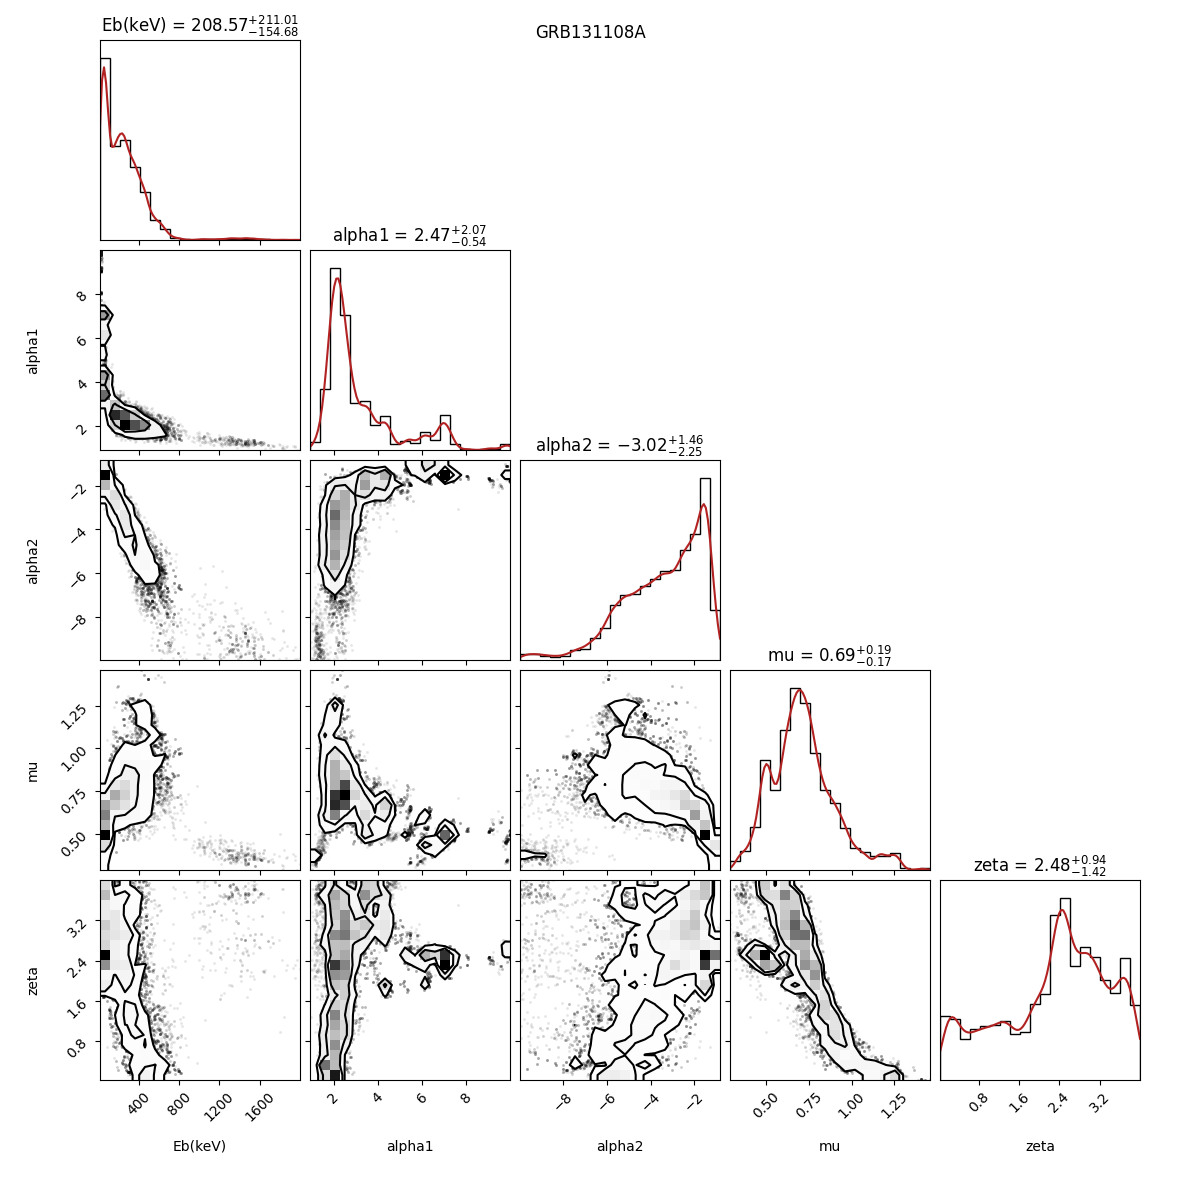 Eb(keV) = 208.57+211.01 −154.68
GRB131108A
alpha1 = 2.47+2.07 −0.54
8
6
4
2
alpha1
alpha2 = −3.02+1.46 −2.25
−2
−4
−6
−8
alpha2
mu = 0.69+0.19 −0.17
1.25
1.00
0.75
0.50
mu
zeta = 2.48+0.94 −1.42
3.2
2.4
1.6
0.8
zeta
400 800 1200 1600
2 4 6 8
−8 −6 −4 −2
0.50 0.75 1.00 1.25
0.8 1.6 2.4 3.2
Eb(keV) alpha1 alpha2 mu zeta